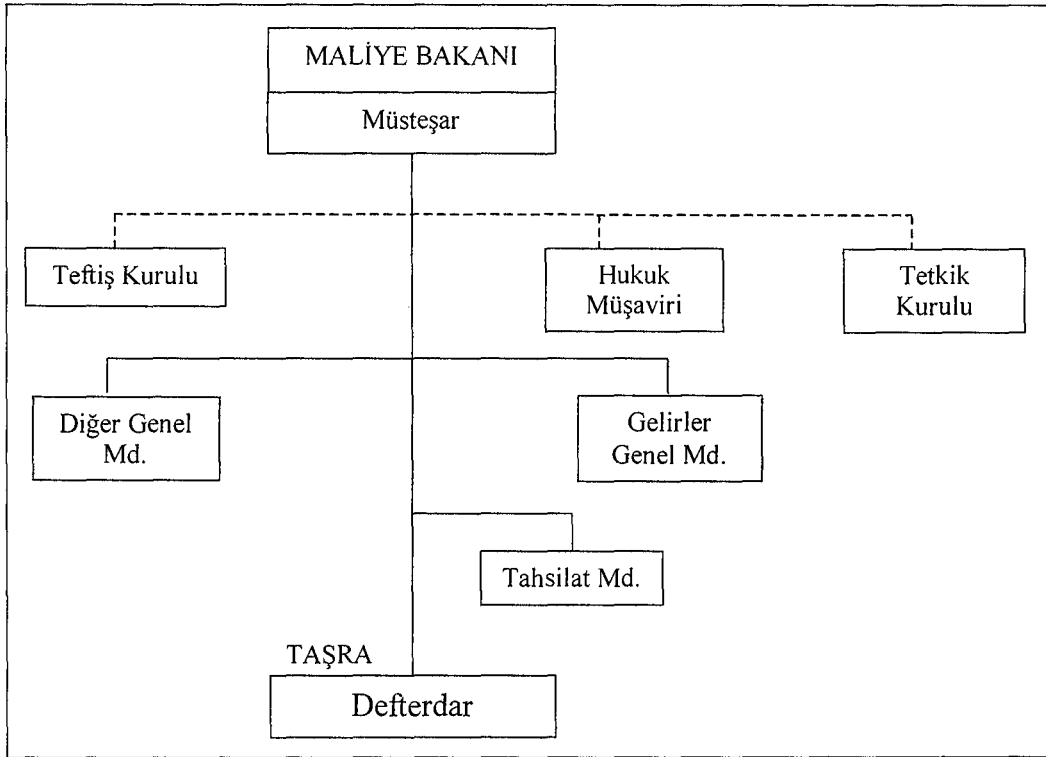 MALİYE BAKANI
Müsteşar
Teftiş Kurulu
Hukuk
Müşaviri
Tetkik
Kurulu
Diğer Genel
Md.
Gelirler
Genel Md.
Tahsilat Md.
TAŞRA
Defterdar